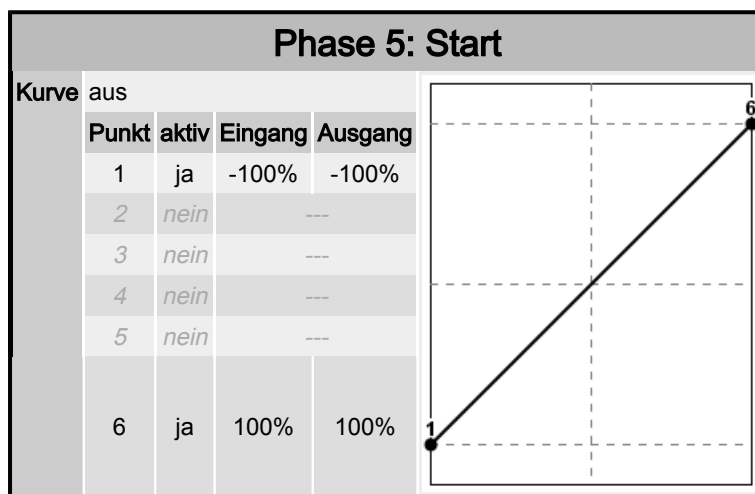 Phase 5: Start
Kurve aus
Punkt aktiv Eingang Ausgang
1 ja -100% -100%
2 nein ---
3 nein ---
4 nein ---
5 nein ---
6 ja 100% 100%
6
1